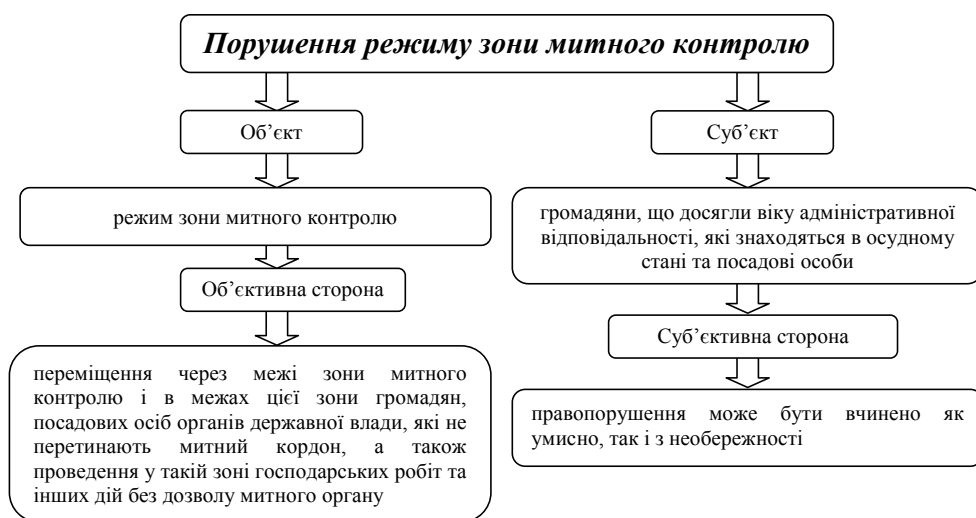 Порушення режиму зони митного контролю
Об’єкт
режим зони митного контролю
Об’єктивна сторона
переміщення через межі зони митного
контролю і в межах цієї зони громадян,
посадових осіб органів державної влади, які не
перетинають митний кордон, а також
проведення у такій зоні господарських робіт та
інших дій без дозволу митного органу
Суб’єкт
громадяни, що досягли віку адміністративної
відповідальності, які знаходяться в осудному
стані та посадові особи
Суб’єктивна сторона
правопорушення може бути вчинено як
умисно, так і з необережності